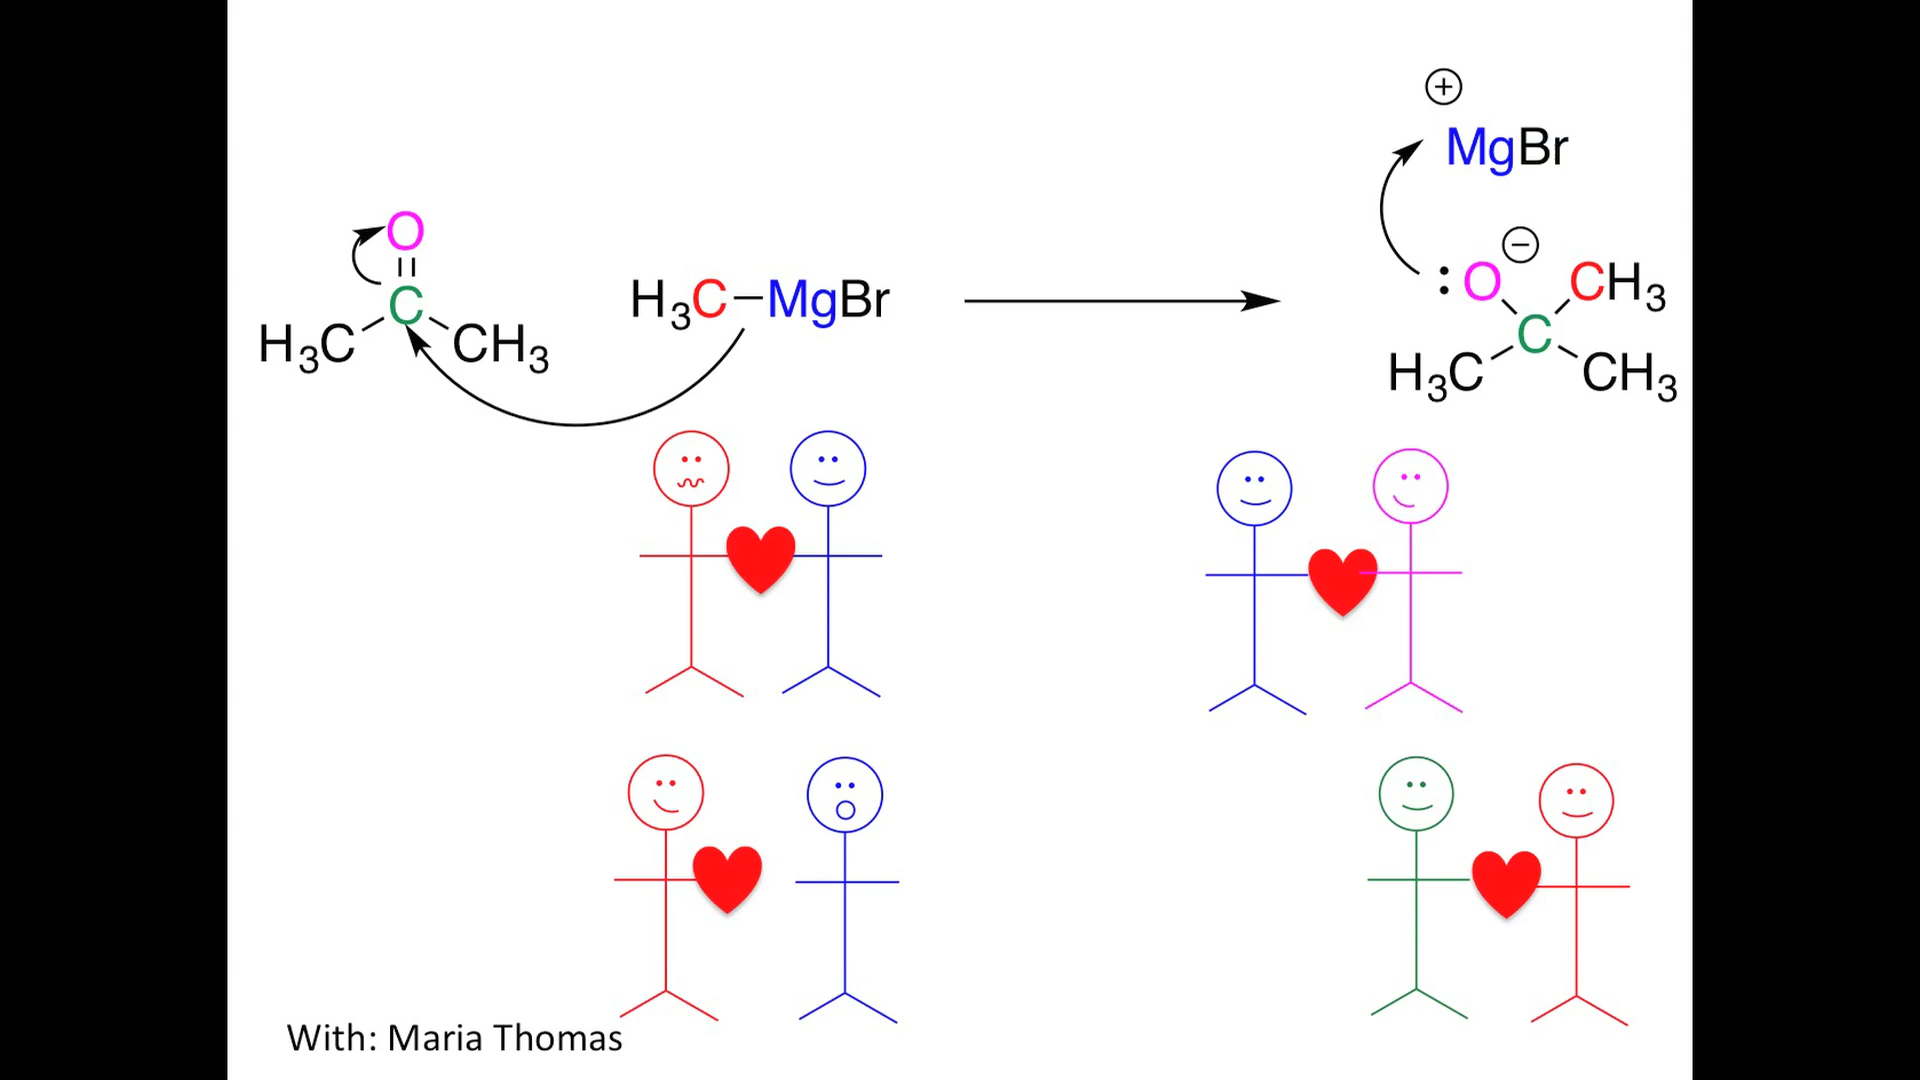 ⊕
MgBr
O
C
H₃C CH₃
H₃C–MgBr
:O ⊖ CH₃
C
H₃C CH₃
With: Maria Thomas